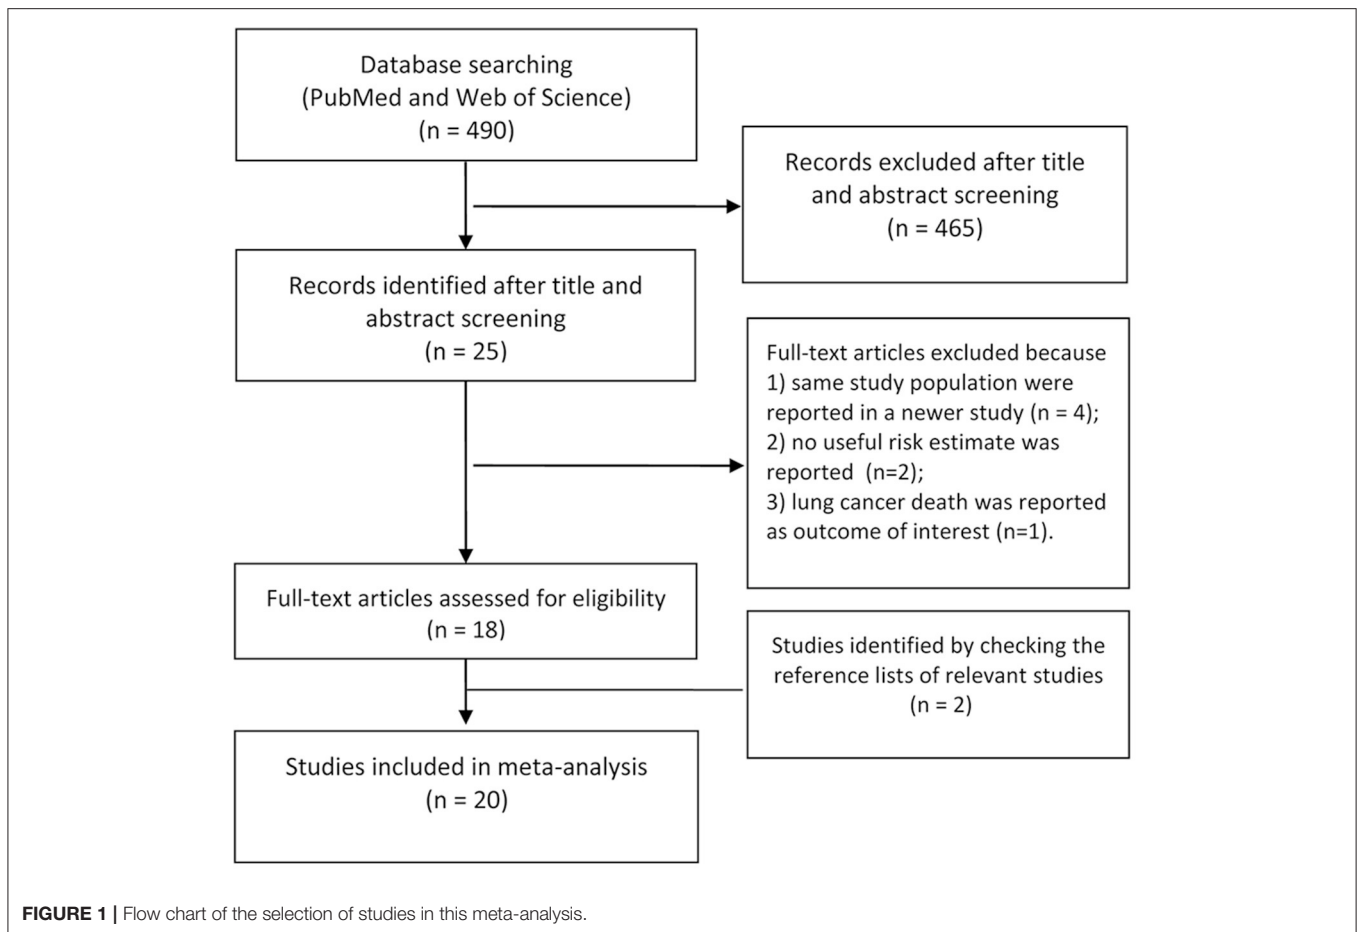 Database searching
(PubMed and Web of Science)
(n = 490)
Records excluded after title
and abstract screening
(n = 465)
Records identified after title and
abstract screening
(n = 25)
Full-text articles excluded because
1) same study population were
reported in a newer study (n = 4);
2) no useful risk estimate was
reported  (n=2);
3) lung cancer death was reported
as outcome of interest (n=1).
Full-text articles assessed for eligibility
(n = 18)
Studies identified by checking the
reference lists of relevant studies
(n = 2)
Studies included in meta-analysis
(n = 20)
FIGURE 1 | Flow chart of the selection of studies in this meta-analysis.